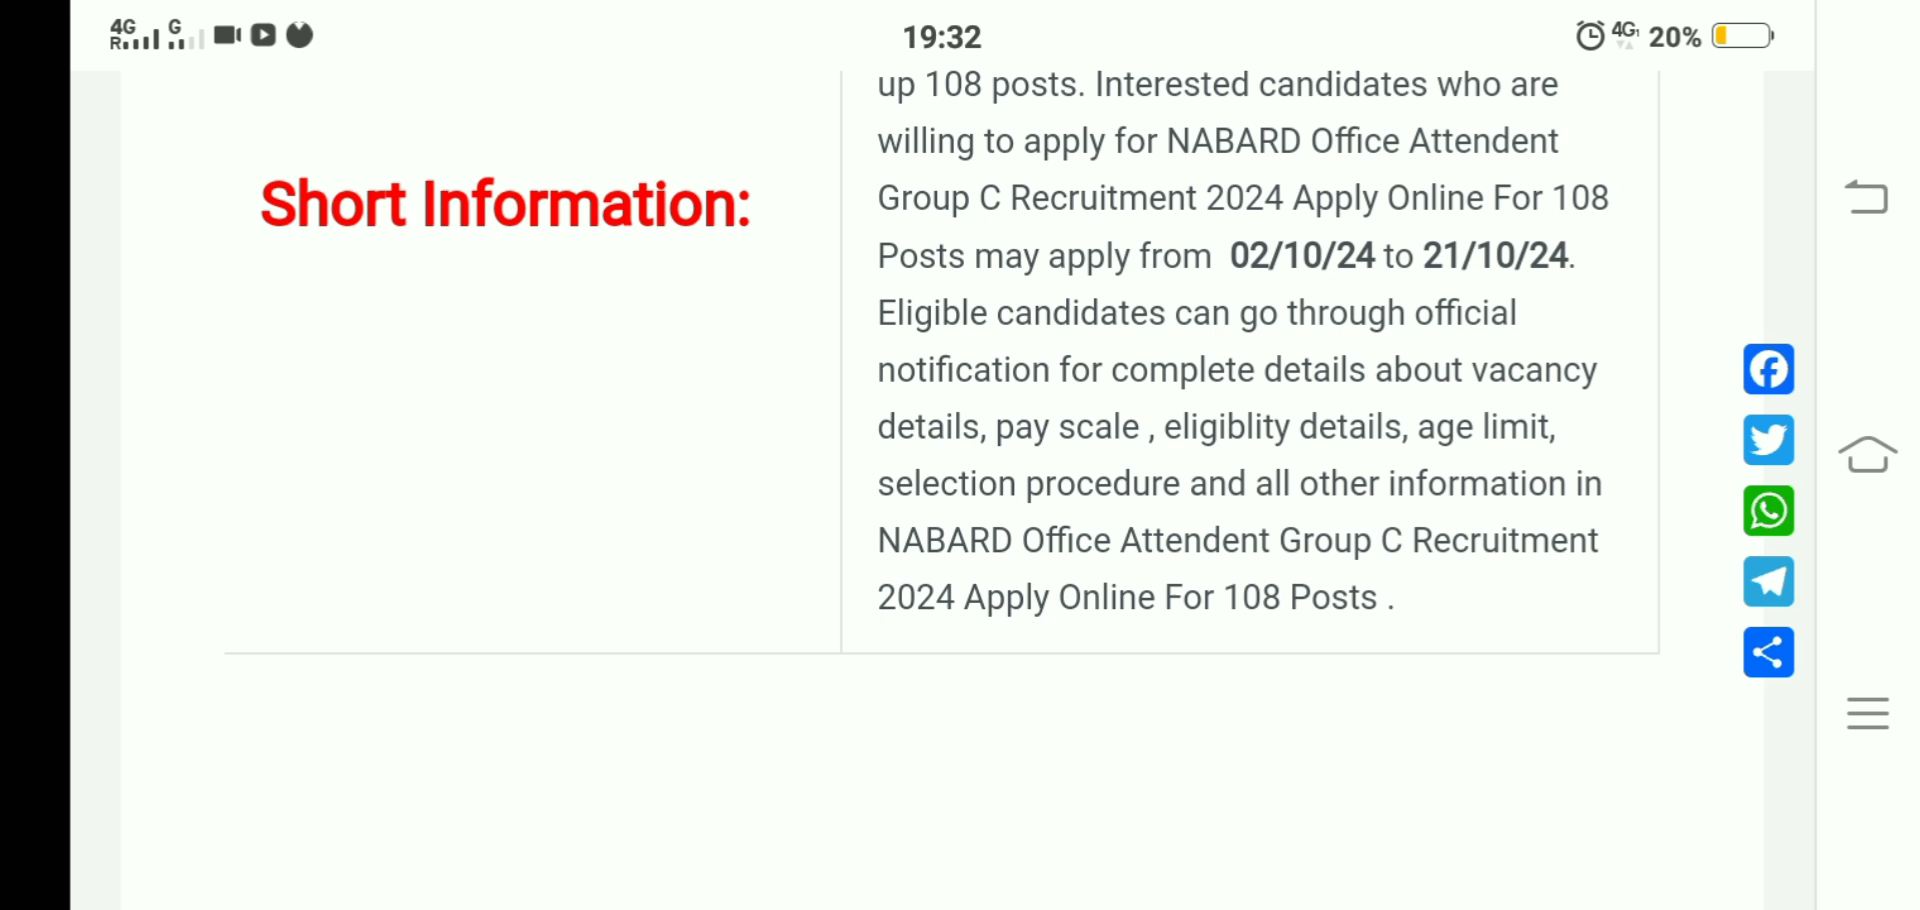 4G
R
G
19:32
4G1
20%
up 108 posts. Interested candidates who are
willing to apply for NABARD Office Attendent
Group C Recruitment 2024 Apply Online For 108
Posts may apply from 02/10/24 to 21/10/24.
Eligible candidates can go through official
notification for complete details about vacancy
details, pay scale , eligiblity details, age limit,
selection procedure and all other information in
NABARD Office Attendent Group C Recruitment
2024 Apply Online For 108 Posts .
Short Information: